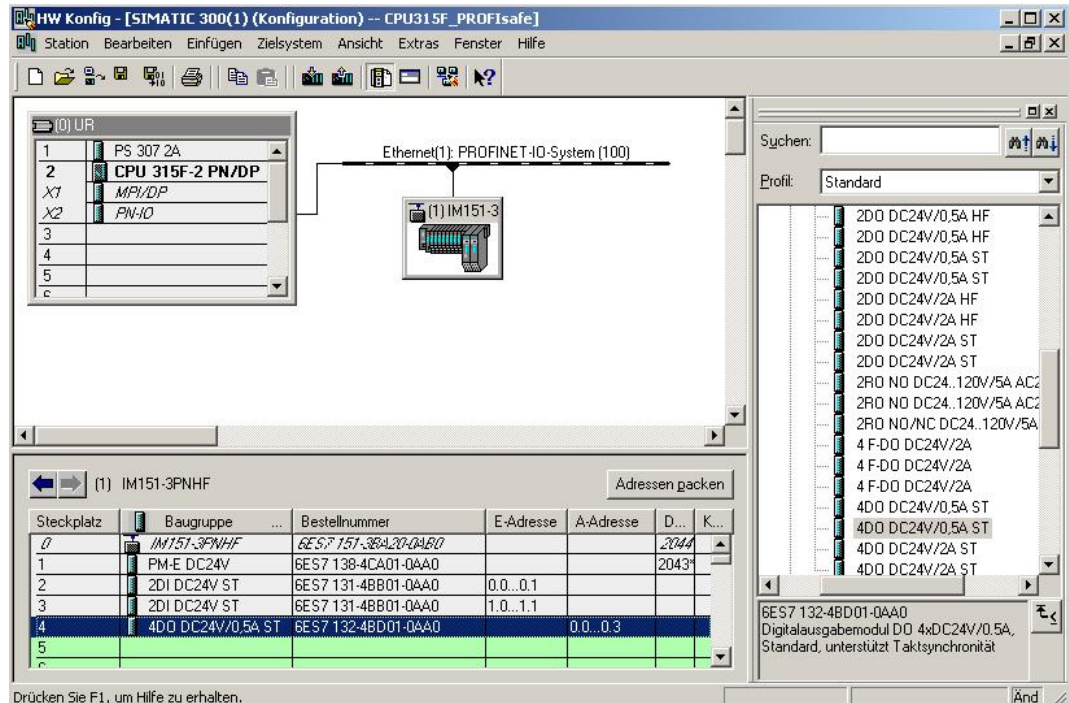 HW Konfig - [SIMATIC 300(1) (Konfiguration) -- CPU315F_PROFIsafe]
Station Bearbeiten Einfügen Zielsystem Ansicht Extras Fenster Hilfe
(0) UR
1 PS 307 2A
2 CPU 315F-2 PN/DP
X1 MPI/DP
X2 PN-IO
3
4
5
Ethernet(1): PROFINET-IO-System (100)
(1) IM151-3
Suchen:
Profil: Standard
2DO DC24V/0,5A HF
2DO DC24V/0,5A HF
2DO DC24V/0,5A ST
2DO DC24V/0,5A ST
2DO DC24V/2A HF
2DO DC24V/2A HF
2DO DC24V/2A ST
2DO DC24V/2A ST
2RO NO DC24..120V/5A AC2
2RO NO DC24..120V/5A AC2
2RO NO/NC DC24..120V/5A
4 F-DO DC24V/2A
4 F-DO DC24V/2A
4 F-DO DC24V/2A
4DO DC24V/0,5A ST
4DO DC24V/0,5A ST
4DO DC24V/2A ST
4DO DC24V/2A ST
6ES7 132-4BD01-0AA0
Digitalausgabemodul DO 4xDC24V/0.5A,
Standard, unterstützt Taktsynchronität
(1) IM151-3PNHF
Adressen packen
Steckplatz Baugruppe ... Bestellnummer E-Adresse A-Adresse D... K...
0 IM151-3PNHF 6ES7 151-3BA20-0AB0 2044
1 PM-E DC24V 6ES7 138-4CA01-0AA0 2043*
2 2DI DC24V ST 6ES7 131-4BB01-0AA0 0.0...0.1
3 2DI DC24V ST 6ES7 131-4BB01-0AA0 1.0...1.1
4 4DO DC24V/0,5A ST 6ES7 132-4BD01-0AA0 0.0...0.3
5
Drücken Sie F1, um Hilfe zu erhalten.
Änd